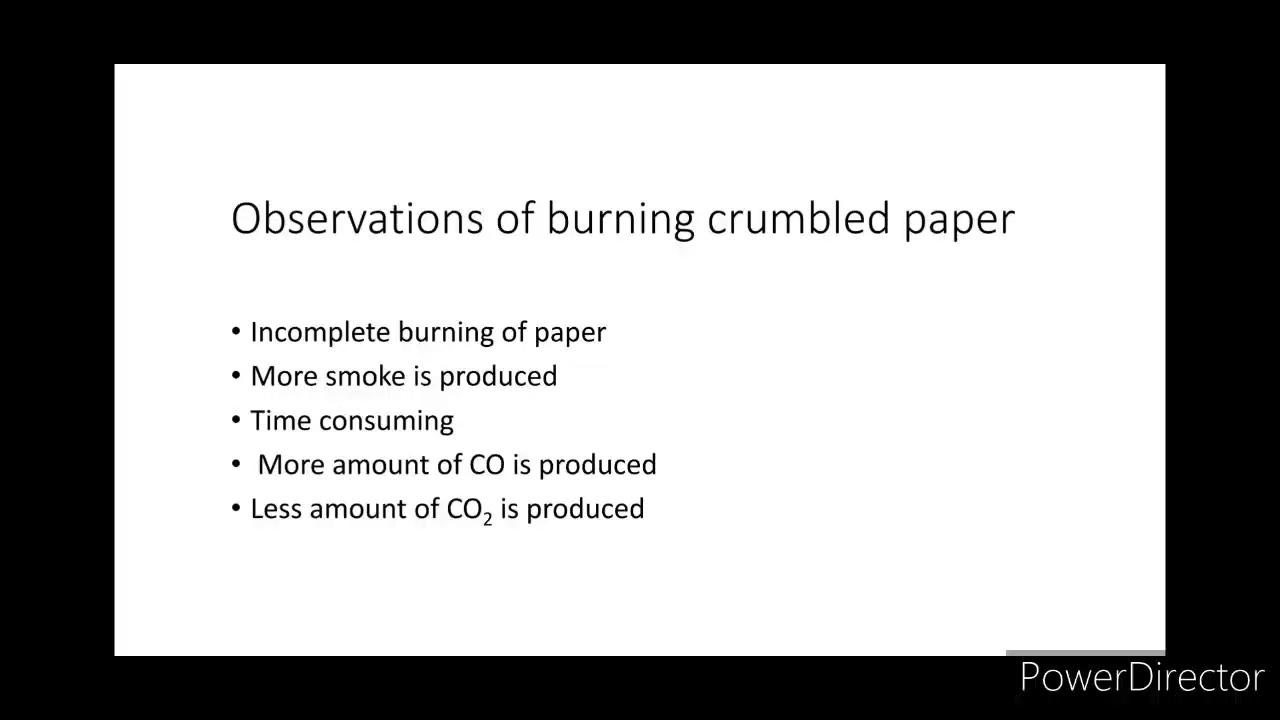 Observations of burning crumbled paper
• Incomplete burning of paper
• More smoke is produced
• Time consuming
• More amount of CO is produced
• Less amount of CO₂ is produced
PowerDirector